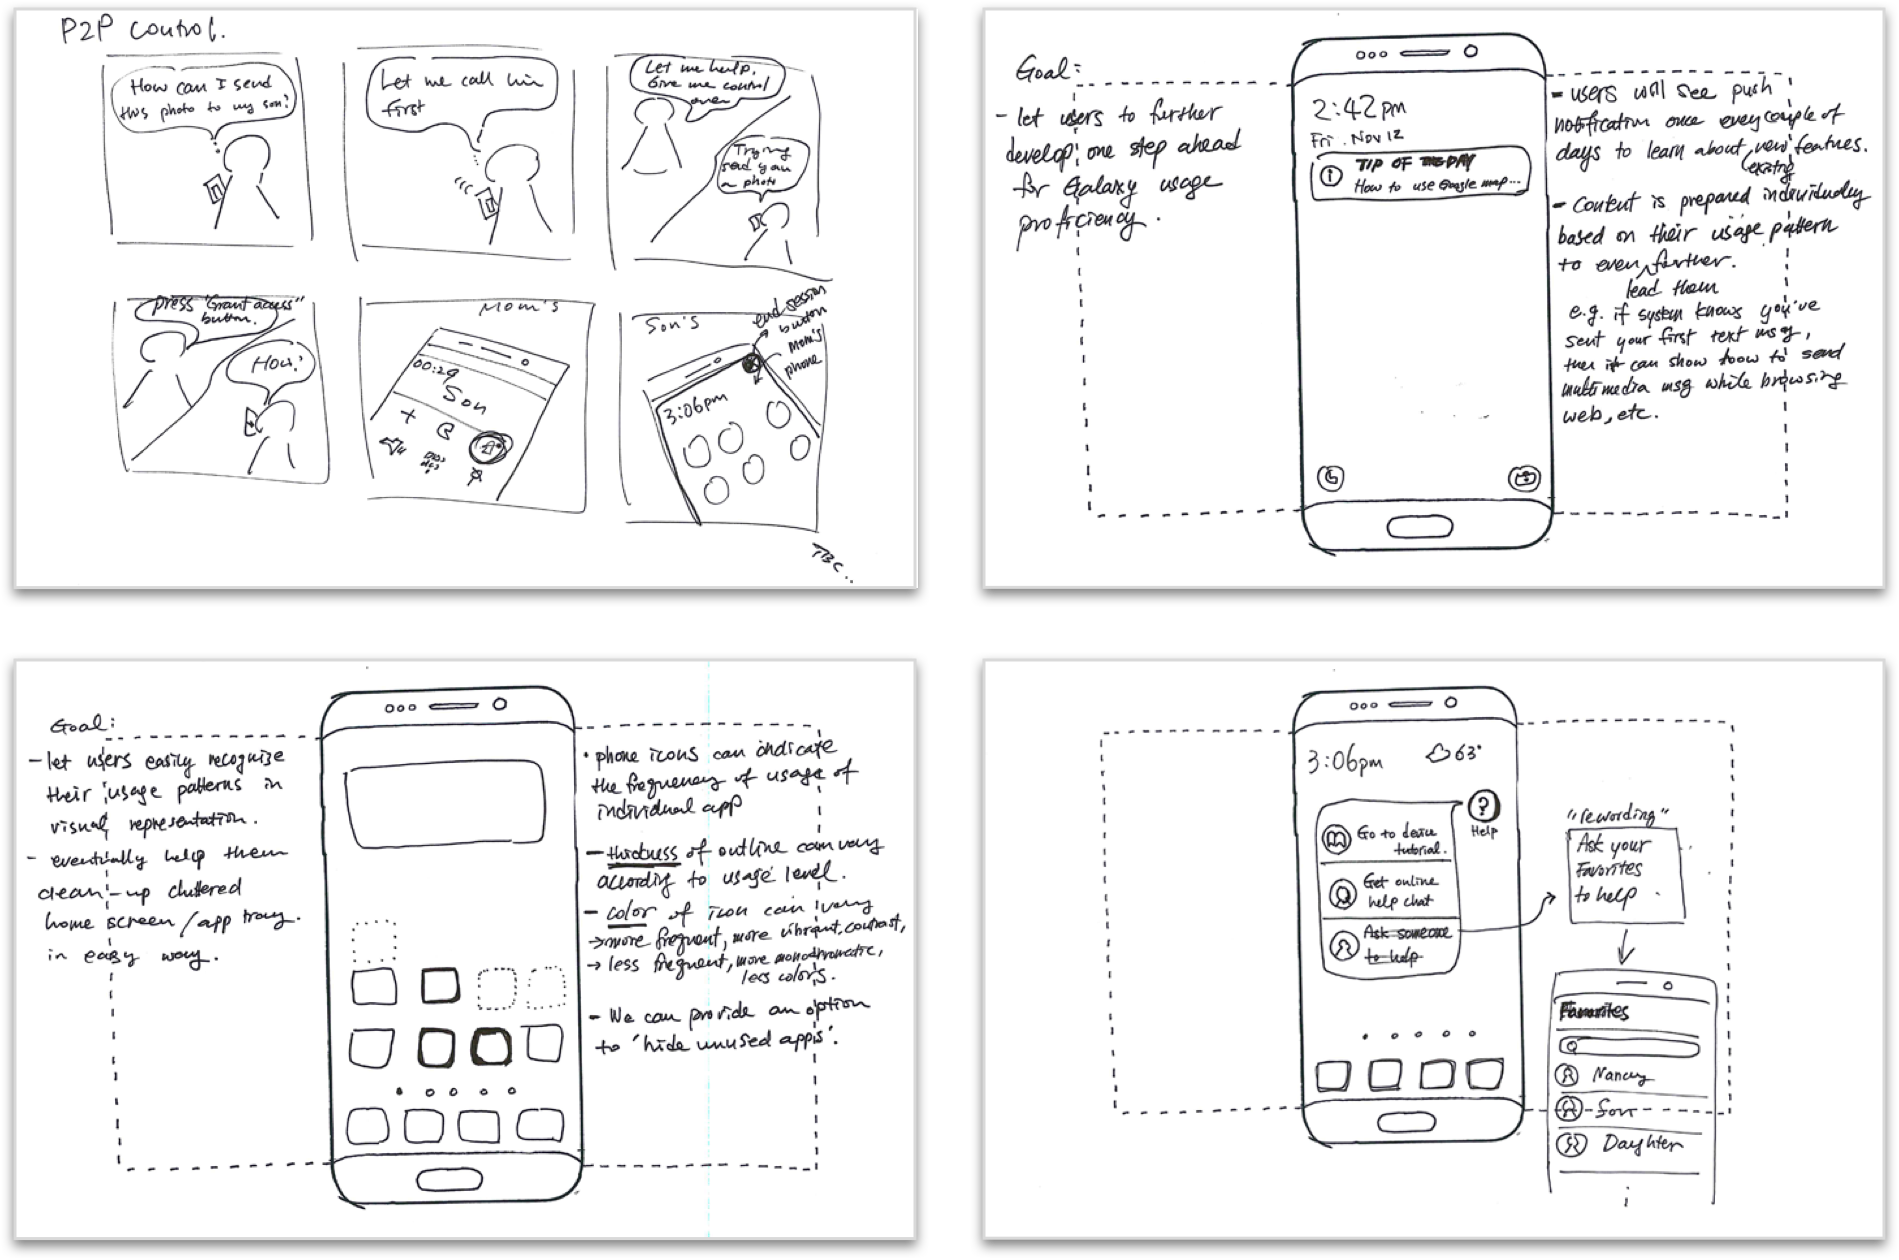 P2P Control.
How can I send
this photo to my son?
Let me call him
first
Let me help.
Give me control
over
Trying
send you
a photo
press "Grant access"
button.
How?
Mom's
00:29
Son
Son's
end session
button
Mom's
phone
3:06pm
TBC..
Goal:
- let users to further
develop, one step ahead
for Galaxy usage
proficiency.
2:42pm
Fri. Nov 12
TIP OF THE DAY
How to use Google map...
- users will see push
notification once every couple of
days to learn about new features.
existing
- Content is prepared individually
based on their usage pattern
to even further.
lead them
e.g. if system knows you've
sent your first text msg,
then it can show how to send
multimedia msg while browsing
web, etc.
Goal:
- let users easily recognize
their usage patterns in
visual representation.
- eventually help them
clean-up cluttered
home screen/app tray.
in easy way.
• phone icons can indicate
the frequency of usage of
individual app
- thickness of outline can vary
according to usage level.
- color of icon can vary
→ more frequent, more vibrant, contrast,
→ less frequent, more monochromatic,
less colors.
- We can provide an option
to 'hide unused apps'.
3:06pm
63°
?
Help
Go to device
tutorial.
Get online
help chat
Ask someone
to help
"rewording"
Ask your
Favorites
to help
Favorites
Nancy
Son
Daughter